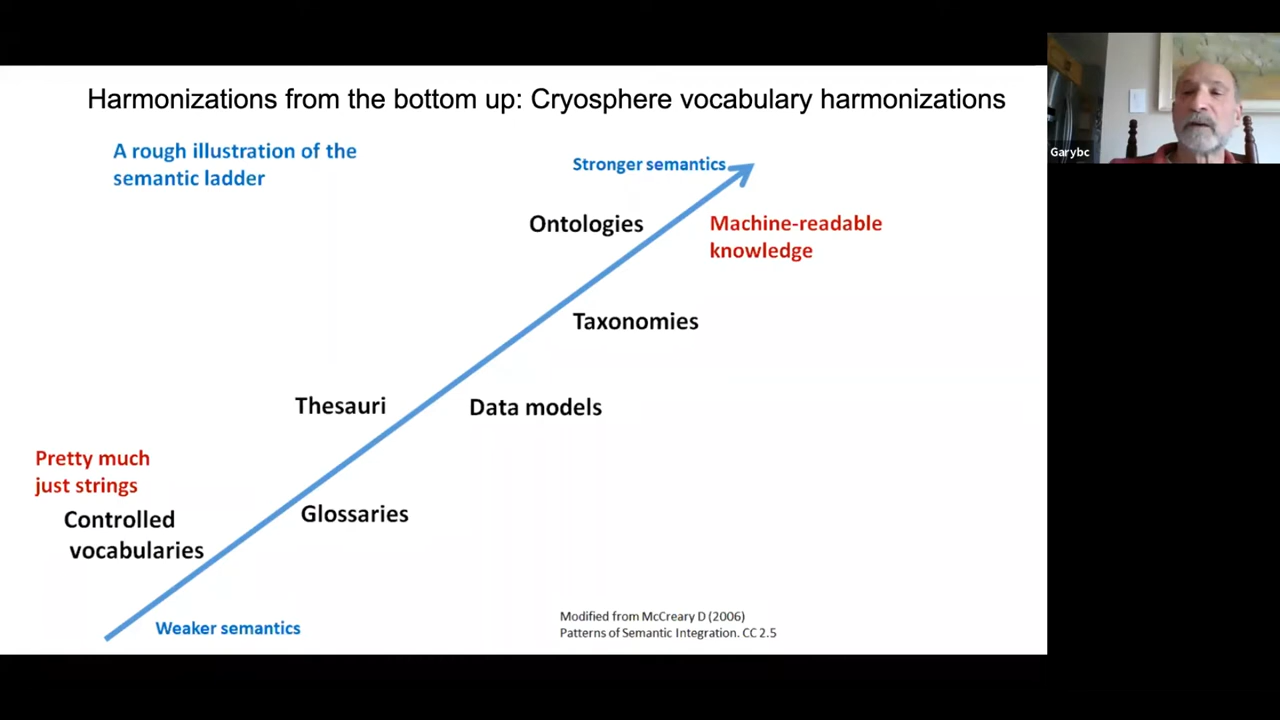 Harmonizations from the bottom up: Cryosphere vocabulary harmonizations
A rough illustration of the
semantic ladder
Stronger semantics
Ontologies
Machine-readable
knowledge
Taxonomies
Thesauri
Data models
Pretty much
just strings
Controlled
vocabularies
Glossaries
Weaker semantics
Modified from McCreary D (2006)
Patterns of Semantic Integration. CC 2.5
Garybc